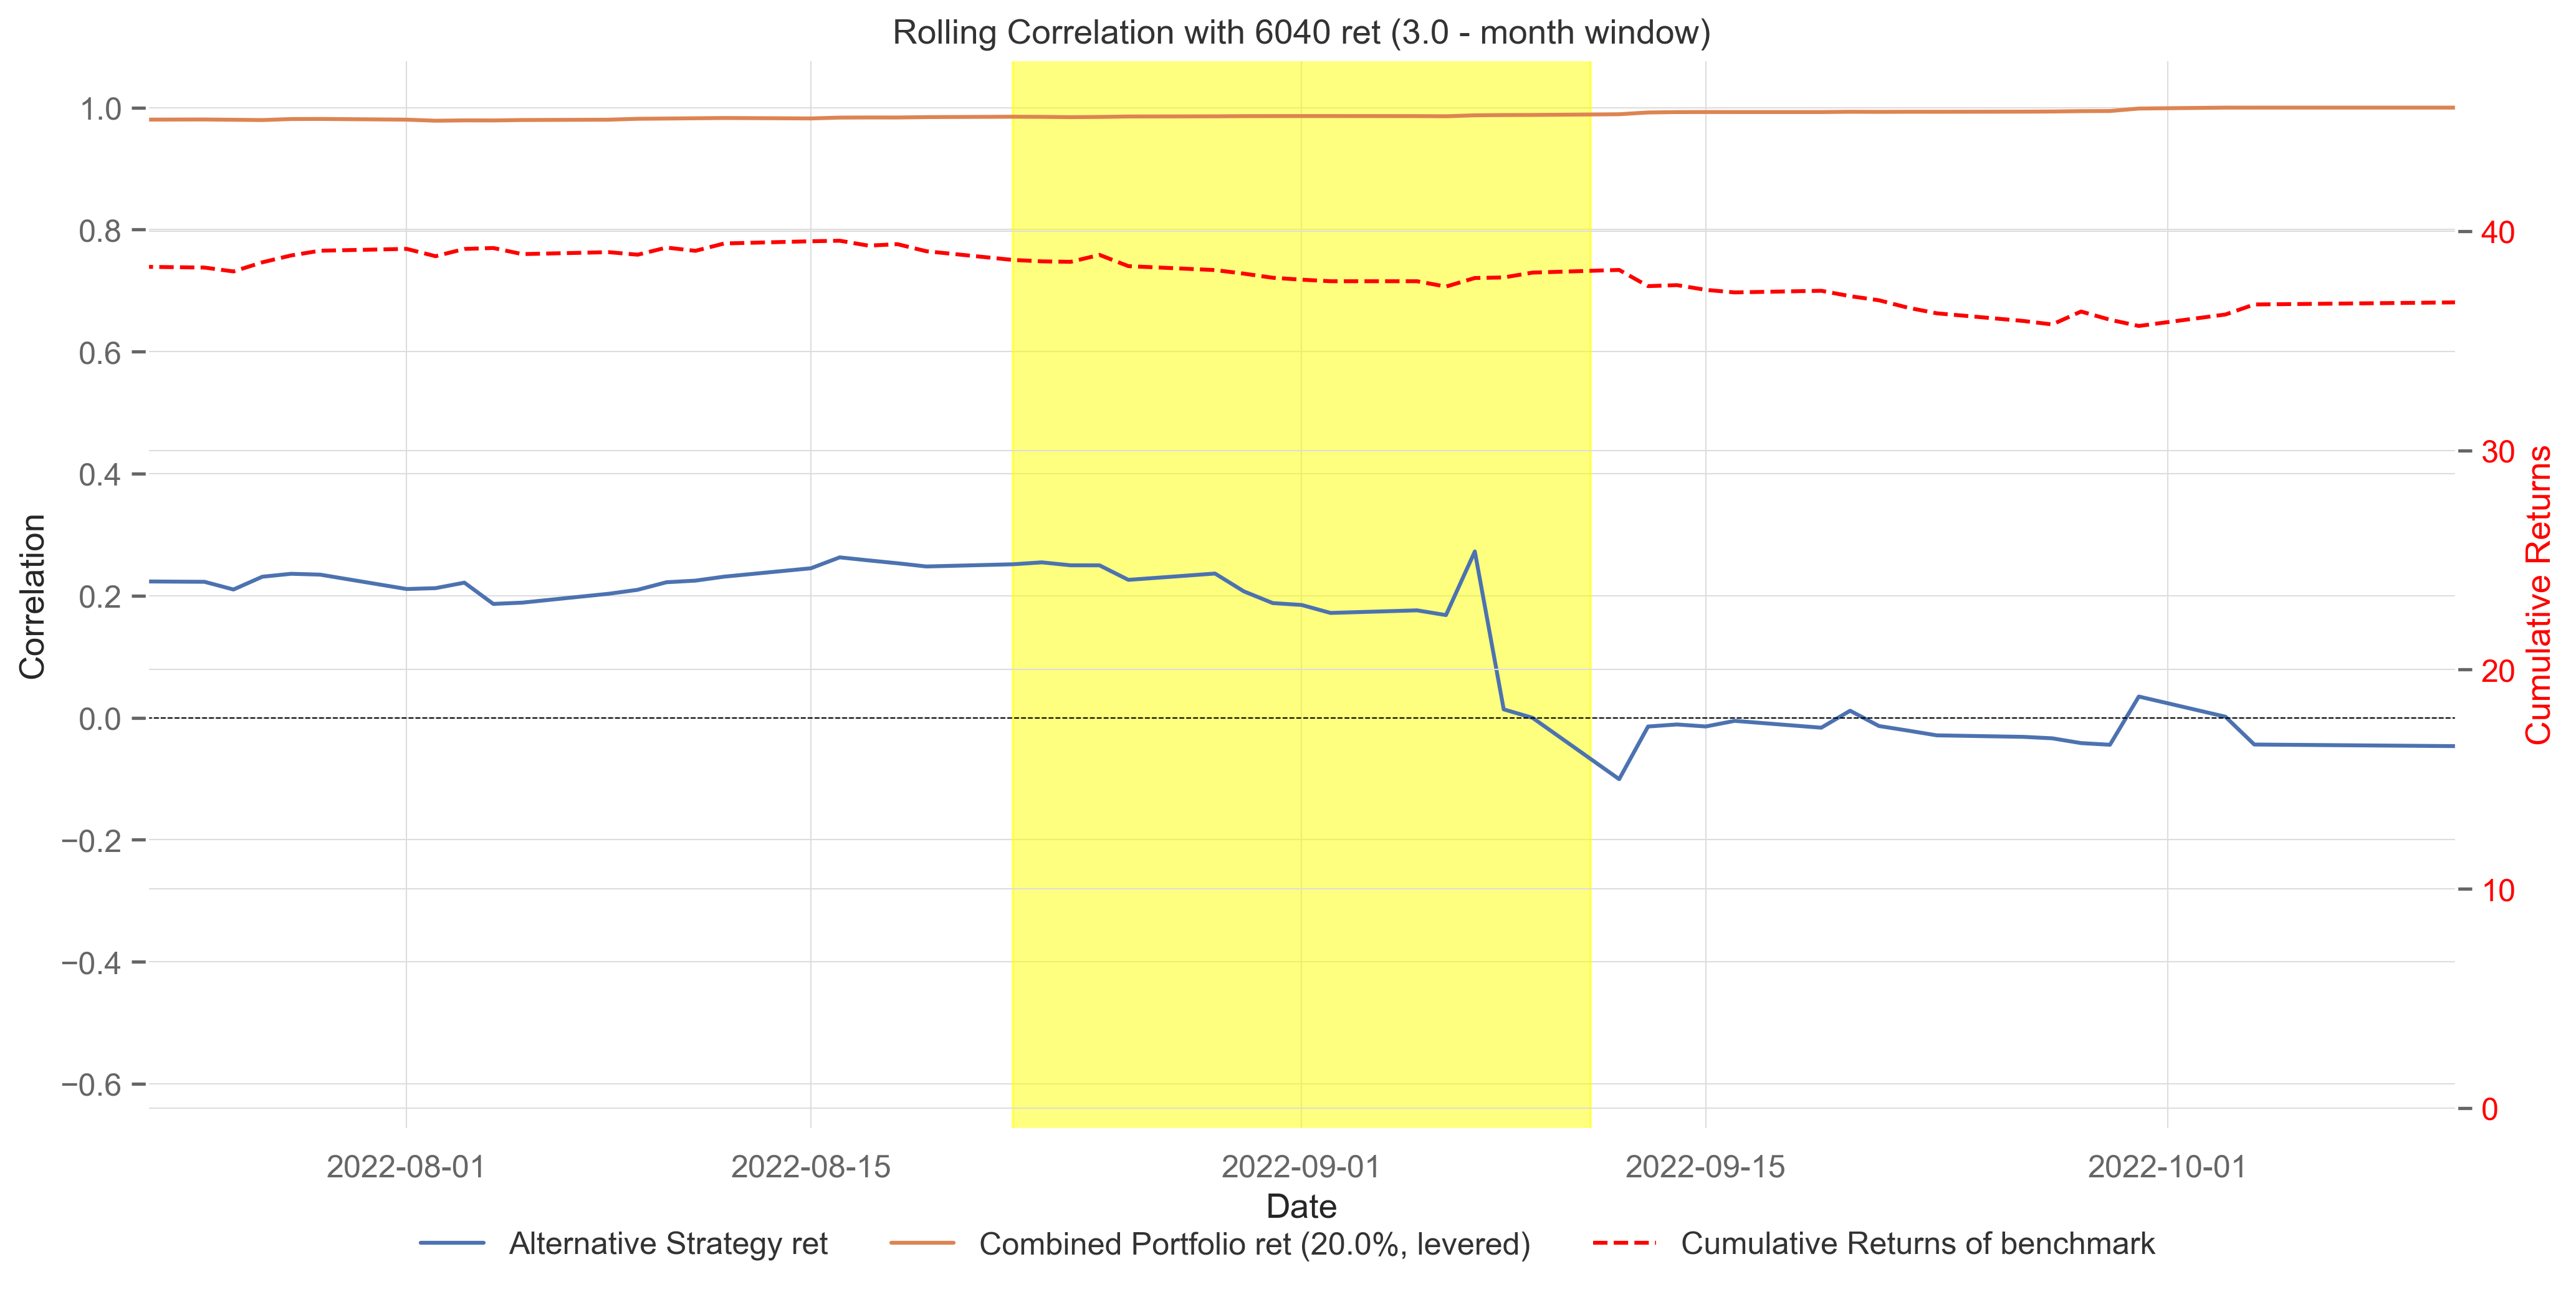 Rolling Correlation with 6040 ret (3.0 - month window)
1.0
0.8
0.6
0.4
0.2
0.0
−0.2
−0.4
−0.6
Correlation
40
30
20
10
0
Cumulative Returns
2022-08-01
2022-08-15
2022-09-01
2022-09-15
2022-10-01
Date
Alternative Strategy ret
Combined Portfolio ret (20.0%, levered)
Cumulative Returns of benchmark